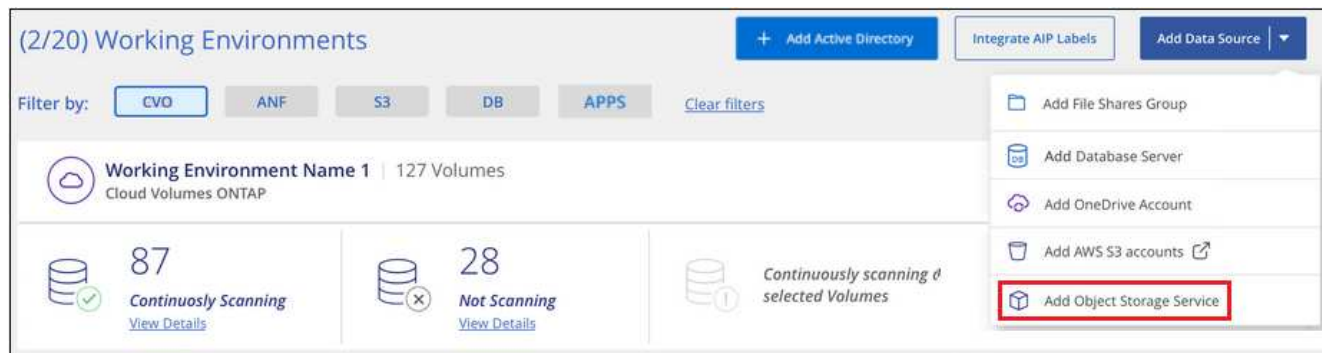 (2/20) Working Environments
+ Add Active Directory
Integrate AIP Labels
Add Data Source
Filter by:
CVO
ANF
S3
DB
APPS
Clear filters
Add File Shares Group
DB
Add Database Server
Add OneDrive Account
Add AWS S3 accounts
Add Object Storage Service
Working Environment Name 1 | 127 Volumes
Cloud Volumes ONTAP
87
Continuosly Scanning
View Details
28
Not Scanning
View Details
Continuously scanning
selected Volumes